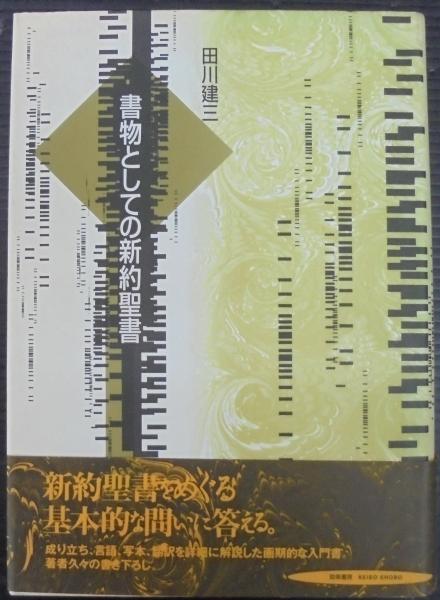 田川建三
書物としての新約聖書
新約聖書をめぐる
基本的な問いに答える。
成り立ち、言語、写本、翻訳を詳細に解説した画期的な入門書。
著者久々の書き下ろし。
勁草書房 KEISO SHOBO